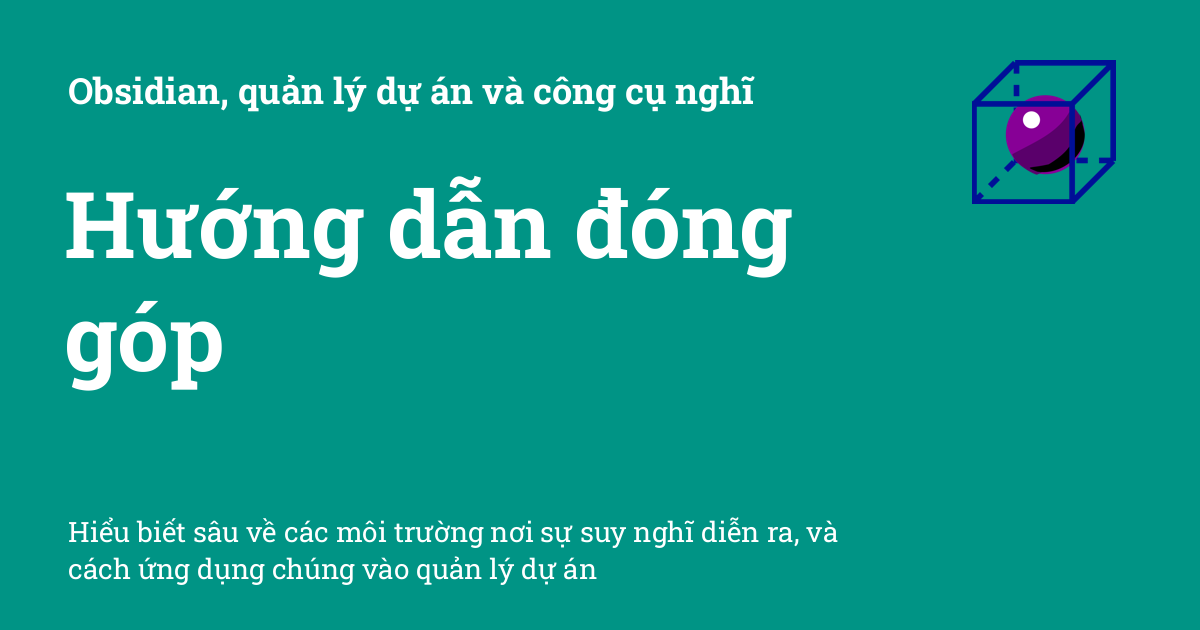 Obsidian, quản lý dự án và công cụ nghĩ
Hướng dẫn đóng
góp
Hiểu biết sâu về các môi trường nơi sự suy nghĩ diễn ra, và
cách ứng dụng chúng vào quản lý dự án